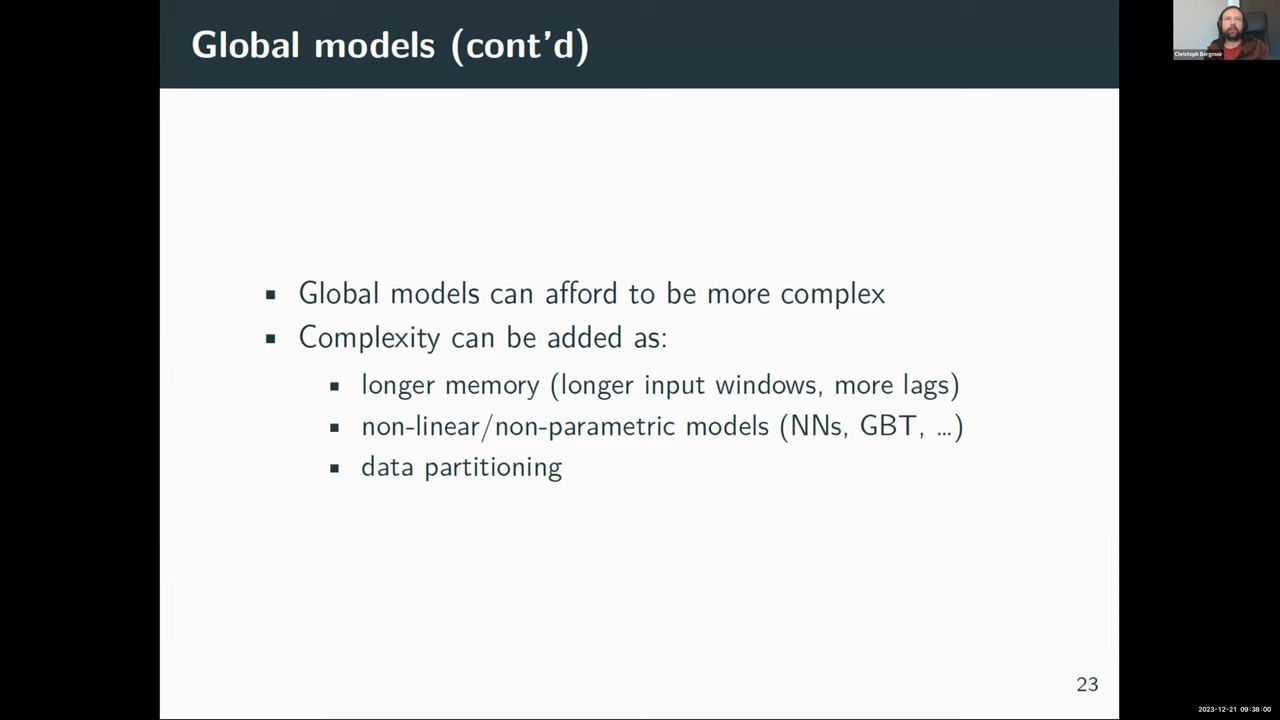 Global models (cont'd)
Christoph Bergmeir
▪ Global models can afford to be more complex
▪ Complexity can be added as:
▪ longer memory (longer input windows, more lags)
▪ non-linear/non-parametric models (NNs, GBT, ...)
▪ data partitioning
23
2023-12-21 09:38:00